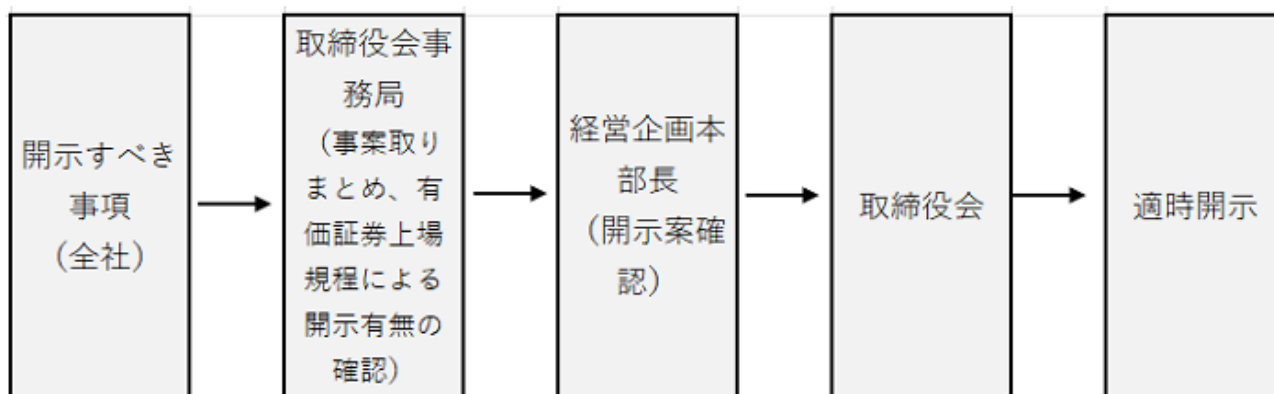 開示すべき
事項
（全社）
取締役会事
務局
（事案取り
まとめ、有
価証券上場
規程による
開示有無の
確認）
経営企画本
部長
（開示案確
認）
取締役会
適時開示